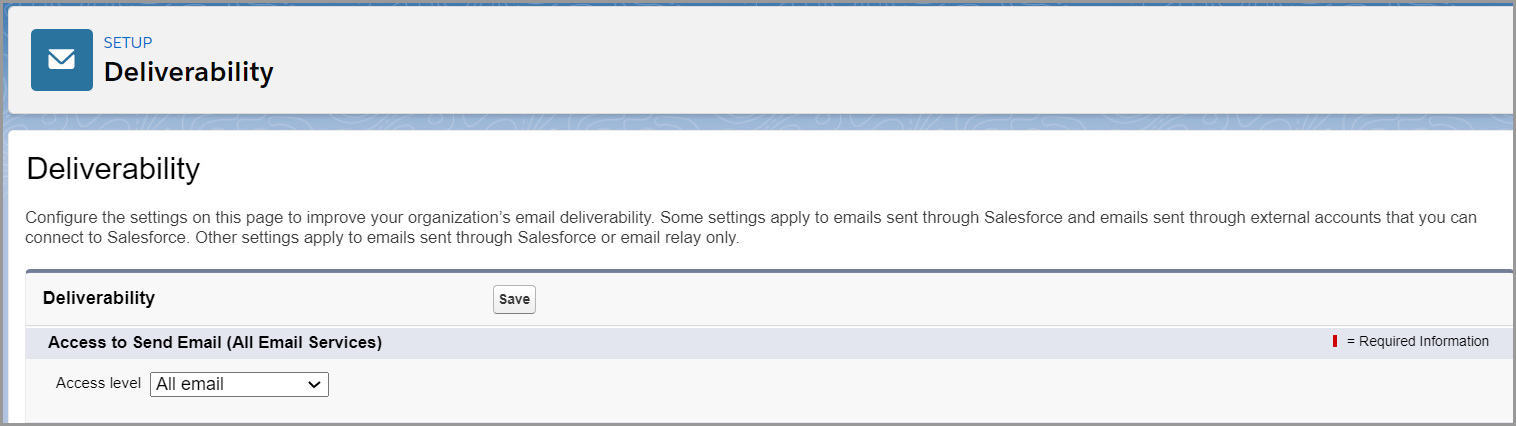 SETUP
Deliverability
Deliverability
Configure the settings on this page to improve your organization’s email deliverability. Some settings apply to emails sent through Salesforce and emails sent through external accounts that you can
connect to Salesforce. Other settings apply to emails sent through Salesforce or email relay only.
Deliverability Save
Access to Send Email (All Email Services) = Required Information
Access level All email